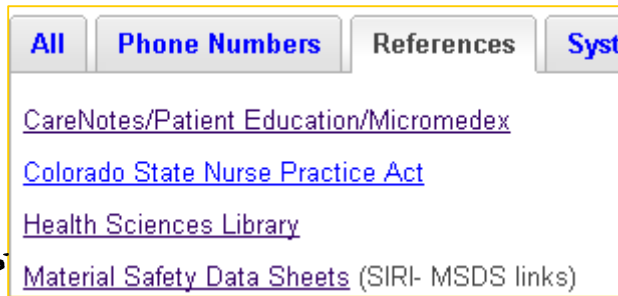 All Phone Numbers References Syst
CareNotes/Patient Education/Micromedex
Colorado State Nurse Practice Act
Health Sciences Library
Material Safety Data Sheets (SIRI- MSDS links)